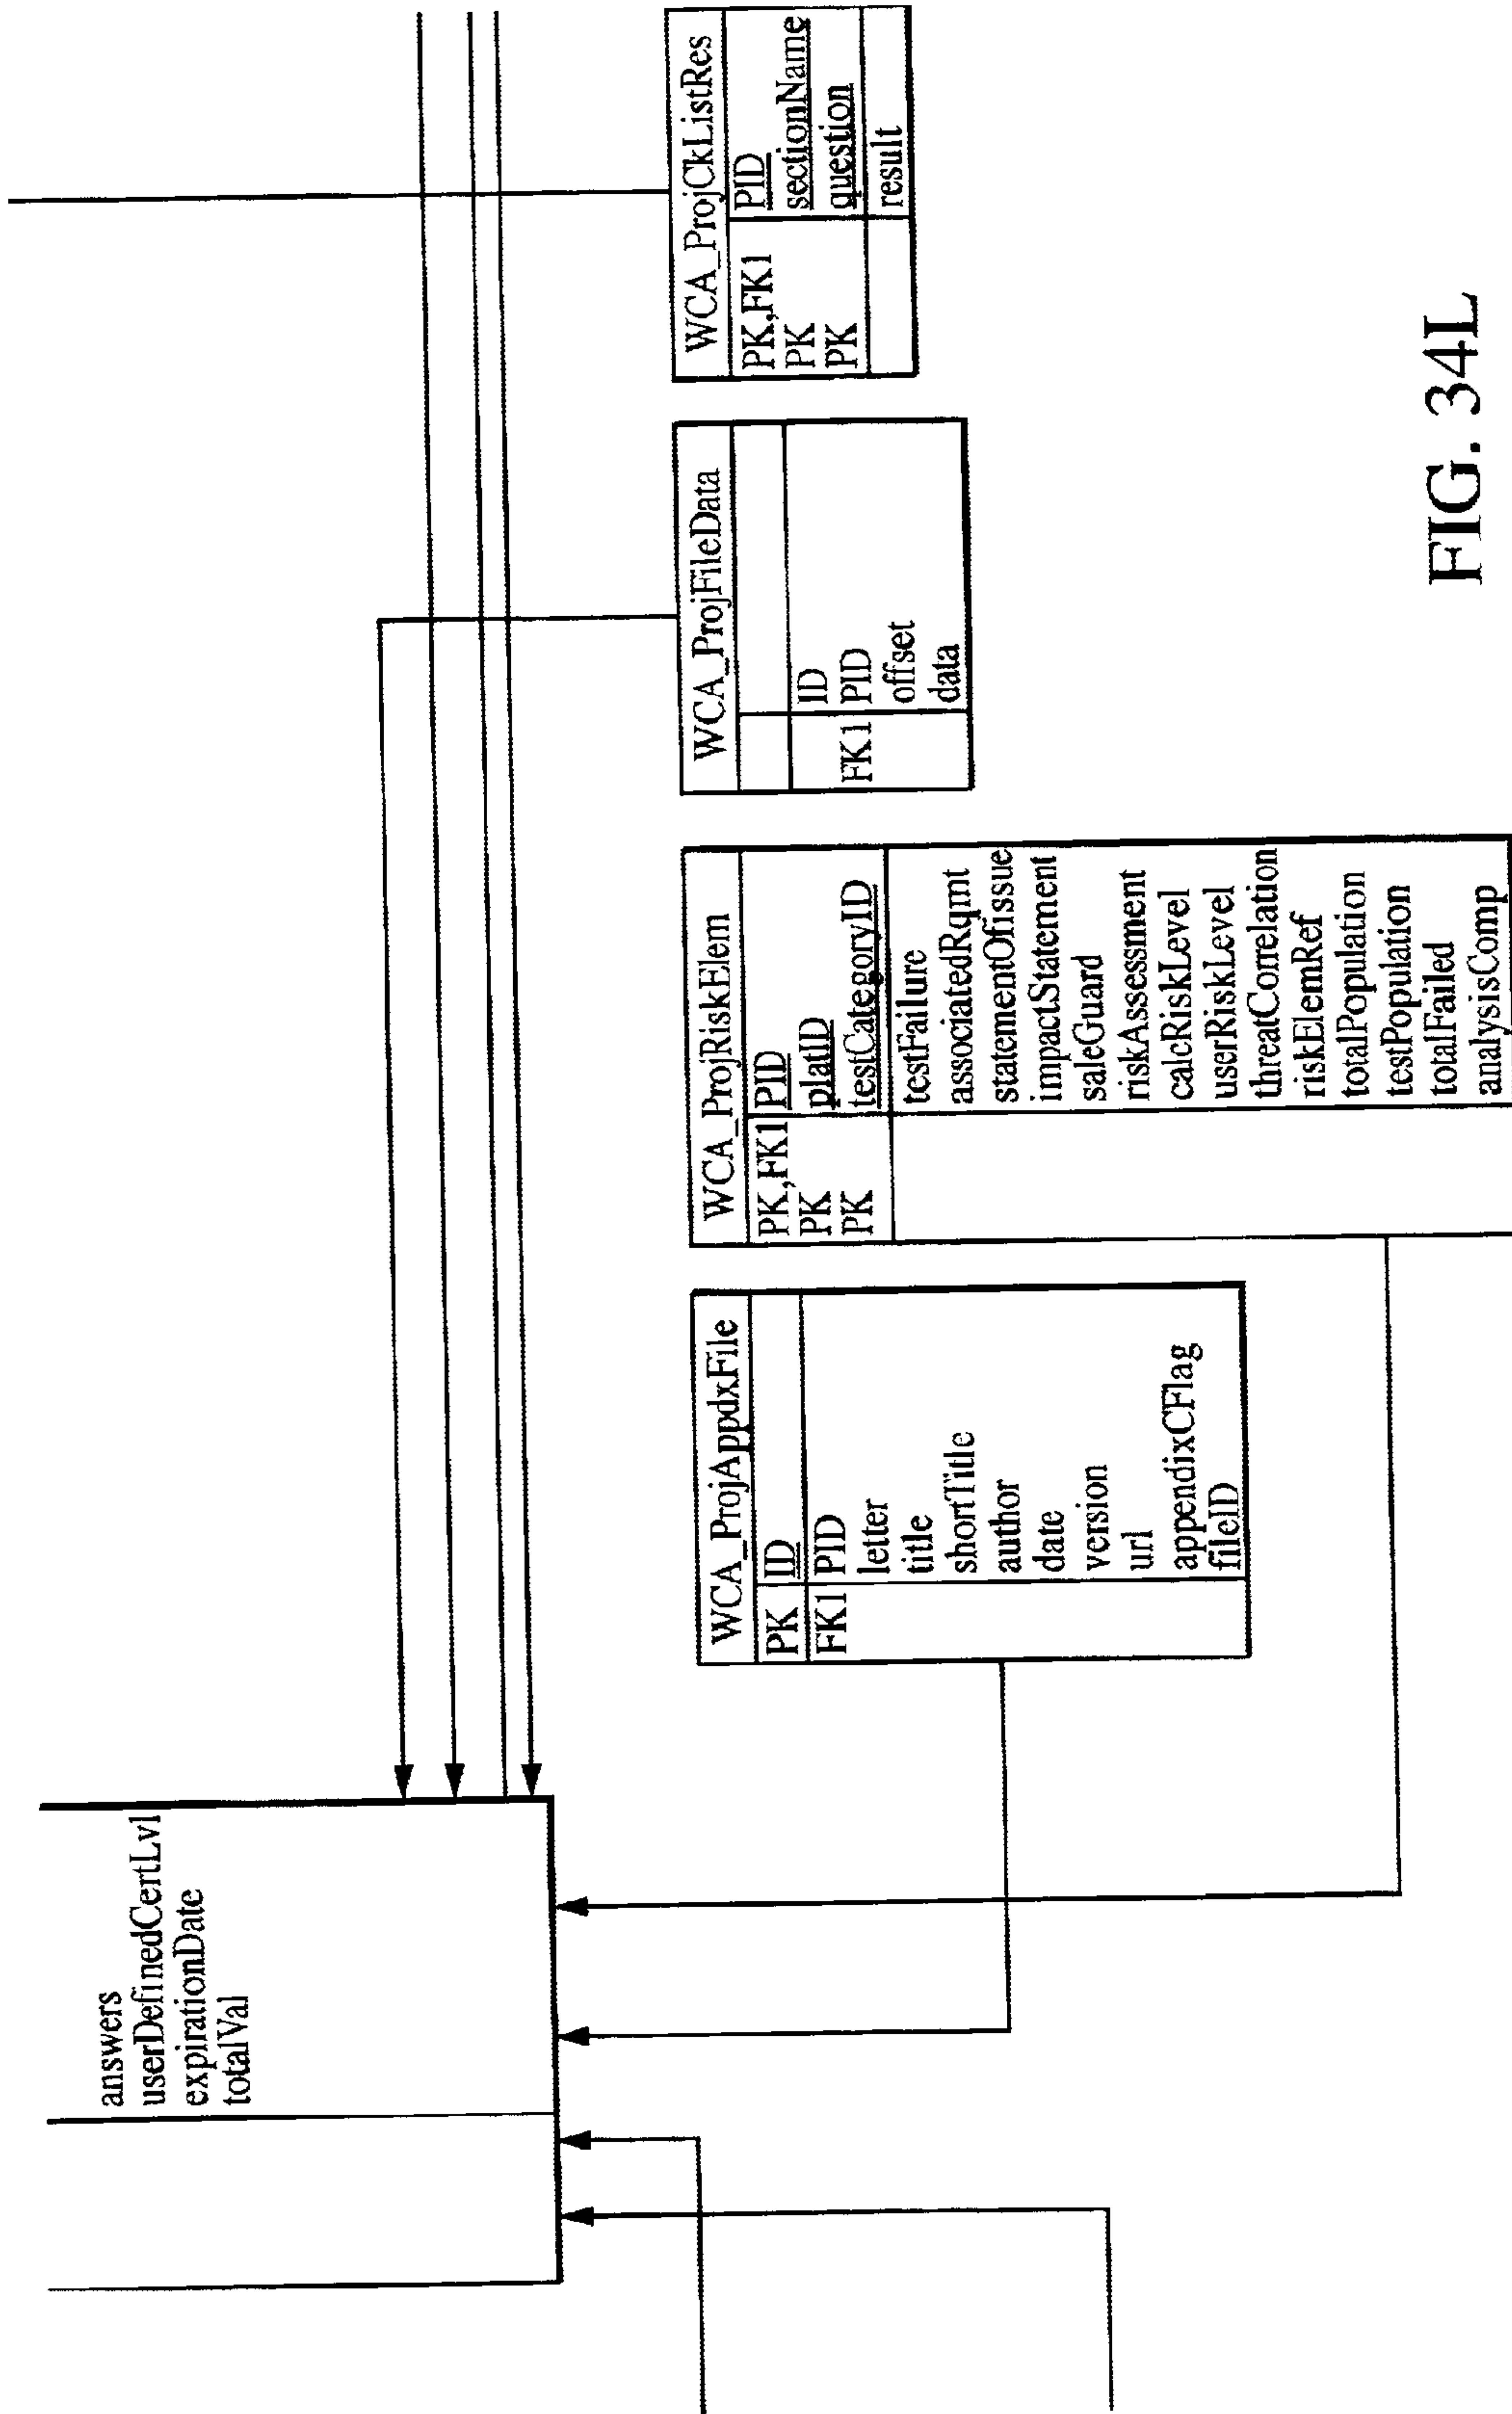 answers
userDefinedCertLvl
expirationDate
totalVal
WCA_ProjAppdxFile
PK ID
FK1 PID
letter
title
shortTitle
author
date
version
url
appendixCFlag
fileID
WCA_ProjRiskElem
PK,FK1 PID
PK platID
PK testCategoryID
testFailure
associatedRqmt
statementOfissue
impactStatement
saleGuard
riskAssessment
calcRiskLevel
userRiskLevel
threatCorrelation
riskElemRef
totalPopulation
testPopulation
totalFailed
analysisComp
WCA_ProjFileData
ID
FK1 PID
offset
data
WCA_ProjCkListRes
PK,FK1 PID
PK sectionName
PK question
result
FIG. 34L